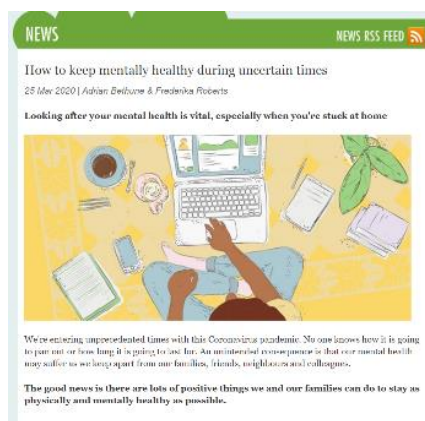 NEWS
NEWS RSS FEED
How to keep mentally healthy during uncertain times
25 Mar 2020 | Adrian Bethune & Frederika Roberts
Looking after your mental health is vital, especially when you're stuck at home
We're entering unprecedented times with this Coronavirus pandemic. No one knows how it is going
to pan out or how long it is going to last for. An unintended consequence is that our mental health
may suffer as we keep apart from our families, friends, neighbours and colleagues.
The good news is there are lots of positive things we and our families can do to stay as
physically and mentally healthy as possible.